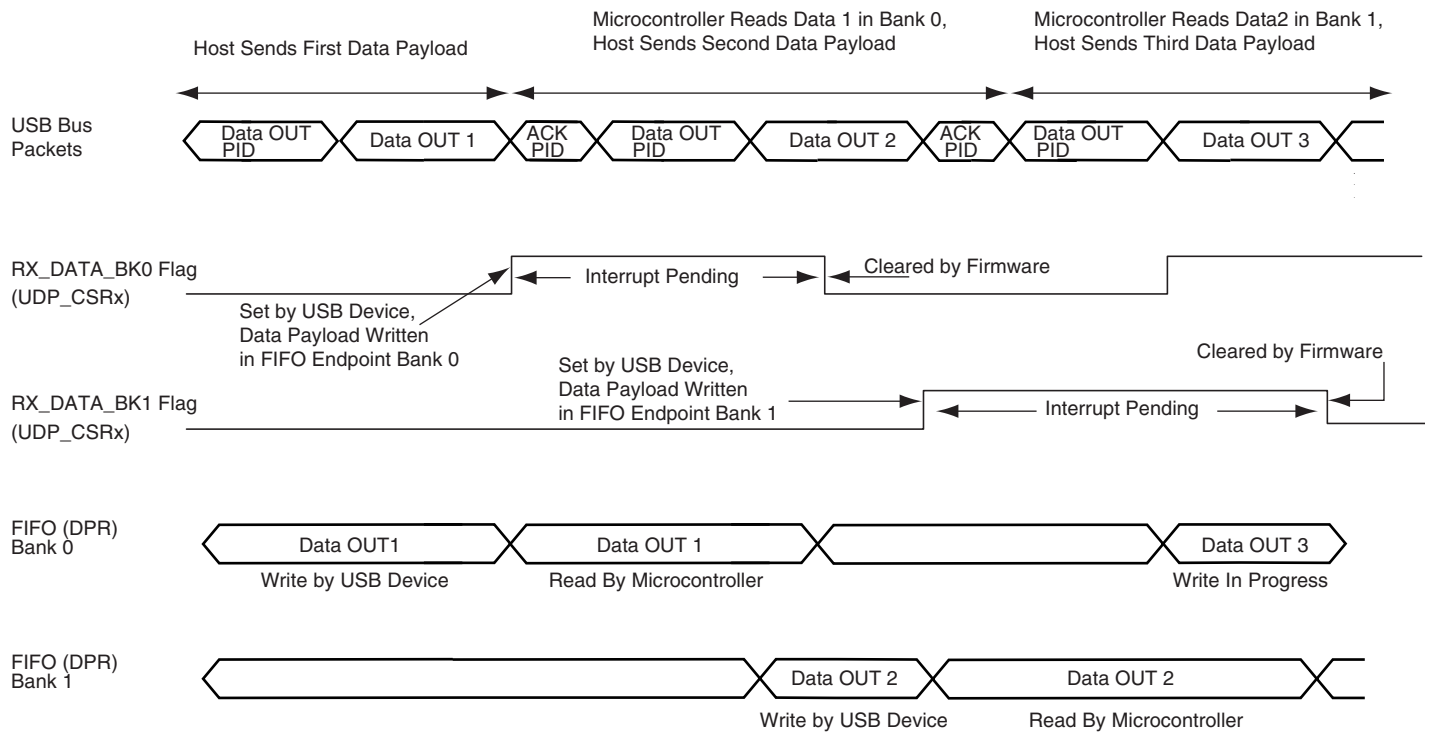 Host Sends First Data Payload
Microcontroller Reads Data 1 in Bank 0,
Host Sends Second Data Payload
Microcontroller Reads Data2 in Bank 1,
Host Sends Third Data Payload
USB Bus
Packets
Data OUT
PID
Data OUT 1
ACK
PID
Data OUT
PID
Data OUT 2
ACK
PID
Data OUT
PID
Data OUT 3
RX_DATA_BK0 Flag
(UDP_CSRx)
Interrupt Pending
Cleared by Firmware
Set by USB Device,
Data Payload Written
in FIFO Endpoint Bank 0
RX_DATA_BK1 Flag
(UDP_CSRx)
Set by USB Device,
Data Payload Written
in FIFO Endpoint Bank 1
Interrupt Pending
Cleared by Firmware
FIFO (DPR)
Bank 0
Data OUT1
Data OUT 1
Data OUT 3
Write by USB Device
Read By Microcontroller
Write In Progress
FIFO (DPR)
Bank 1
Data OUT 2
Data OUT 2
Write by USB Device
Read By Microcontroller